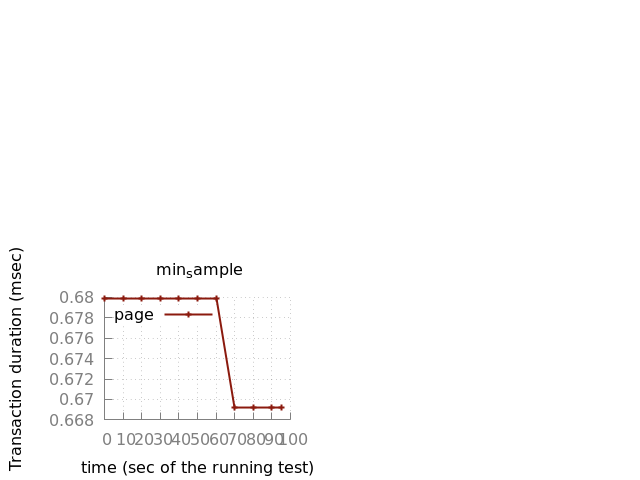 min_sample
Transaction duration (msec)
0.68
0.678
page
0.676
0.674
0.672
0.67
0.668
0 10 20 30 40 50 60 70 80 90 100
time (sec of the running test)